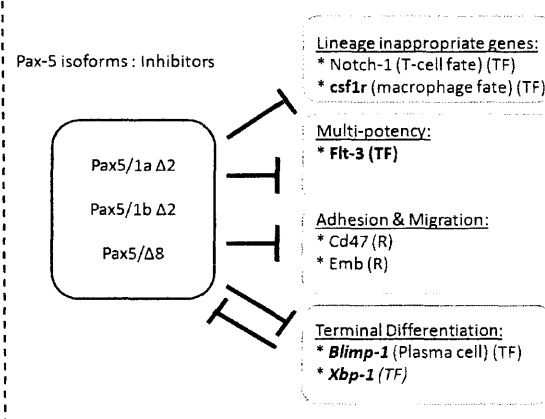 Pax-5 isoforms : Inhibitors
Pax5/1a Δ2
Pax5/1b Δ2
Pax5/Δ8
Lineage inappropriate genes:
* Notch-1 (T-cell fate) (TF)
* csf1r (macrophage fate) (TF)
Multi-potency:
* Flt-3 (TF)
Adhesion & Migration:
* Cd47 (R)
* Emb (R)
Terminal Differentiation:
* Blimp-1 (Plasma cell) (TF)
* Xbp-1 (TF)